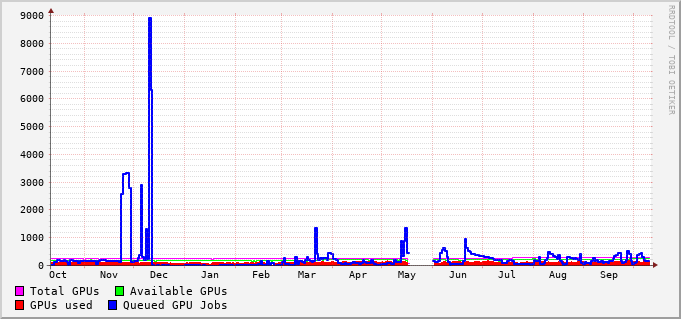 9000
8000
7000
6000
5000
4000
3000
2000
1000
0
Oct Nov Dec Jan Feb Mar Apr May Jun Jul Aug Sep
Total GPUs Available GPUs
GPUs used Queued GPU Jobs
RRDTOOL / TOBI OETIKER